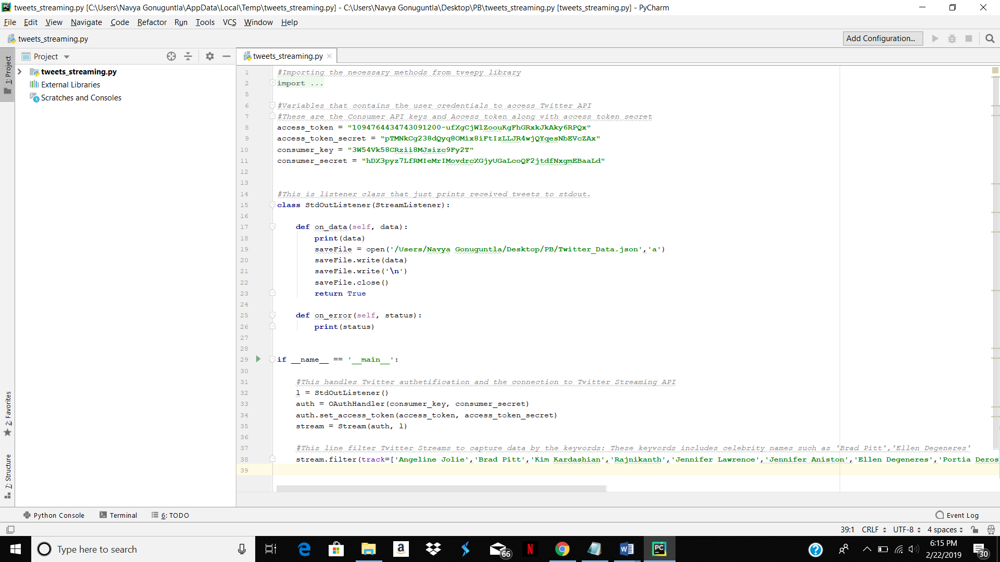 tweets_streaming.py [C:\Users\Navya Gonuguntla\AppData\Local\Temp\tweets_streaming.py] - C:\Users\Navya Gonuguntla\Desktop\PB\tweets_streaming.py [tweets_streaming.py] - PyCharm
File Edit View Navigate Code Refactor Run Tools VCS Window Help
tweets_streaming.py
Add Configuration...
1: Project
Project
tweets_streaming.py
External Libraries
Scratches and Consoles
2: Favorites
7: Structure
tweets_streaming.py
1 #Importing the necessary methods from tweepy library
2 import ...
5
6 #Variables that contains the user credentials to access Twitter API
7 #These are the Consumer API keys and Access token along with access token secret
8 access_token = "1094764434743091200-ufXgCjWlZoouKgFhGRxkJkAky6RPQx"
9 access_token_secret = "pTMNkCg238dQyq8OMix8iFtIzLLJR4wjQYqesNbEVcZAx"
10 consumer_key = "3W54Vk58CRzii8MJsizc9Fy2T"
11 consumer_secret = "hDX3pyz7LfRMIeMrIMovdrcXGjyUGaLcoQF2jtdfNxgmEBaaLd"
12
13
14 #This is listener class that just prints received tweets to stdout.
15 class StdOutListener(StreamListener):
16
17 def on_data(self, data):
18 print(data)
19 saveFile = open('/Users/Navya Gonuguntla/Desktop/PB/Twitter_Data.json','a')
20 saveFile.write(data)
21 saveFile.write('\n')
22 saveFile.close()
23 return True
24
25 def on_error(self, status):
26 print(status)
27
28
29 if __name__ == '__main__':
30
31 #This handles Twitter authetification and the connection to Twitter Streaming API
32 l = StdOutListener()
33 auth = OAuthHandler(consumer_key, consumer_secret)
34 auth.set_access_token(access_token, access_token_secret)
35 stream = Stream(auth, l)
36
37 #This line filter Twitter Streams to capture data by the keywords: These keywords includes celebrity names such as 'Brad Pitt','Ellen Degeneres'
38 stream.filter(track=['Angeline Jolie','Brad Pitt','Kim Kardashian','Rajnikanth','Jennifer Lawrence','Jennifer Aniston','Ellen Degeneres','Portia Deros
39
Python Console Terminal 6: TODO Event Log
39:1 CRLF UTF-8 4 spaces
Type here to search
66
6:15 PM
2/22/2019
30